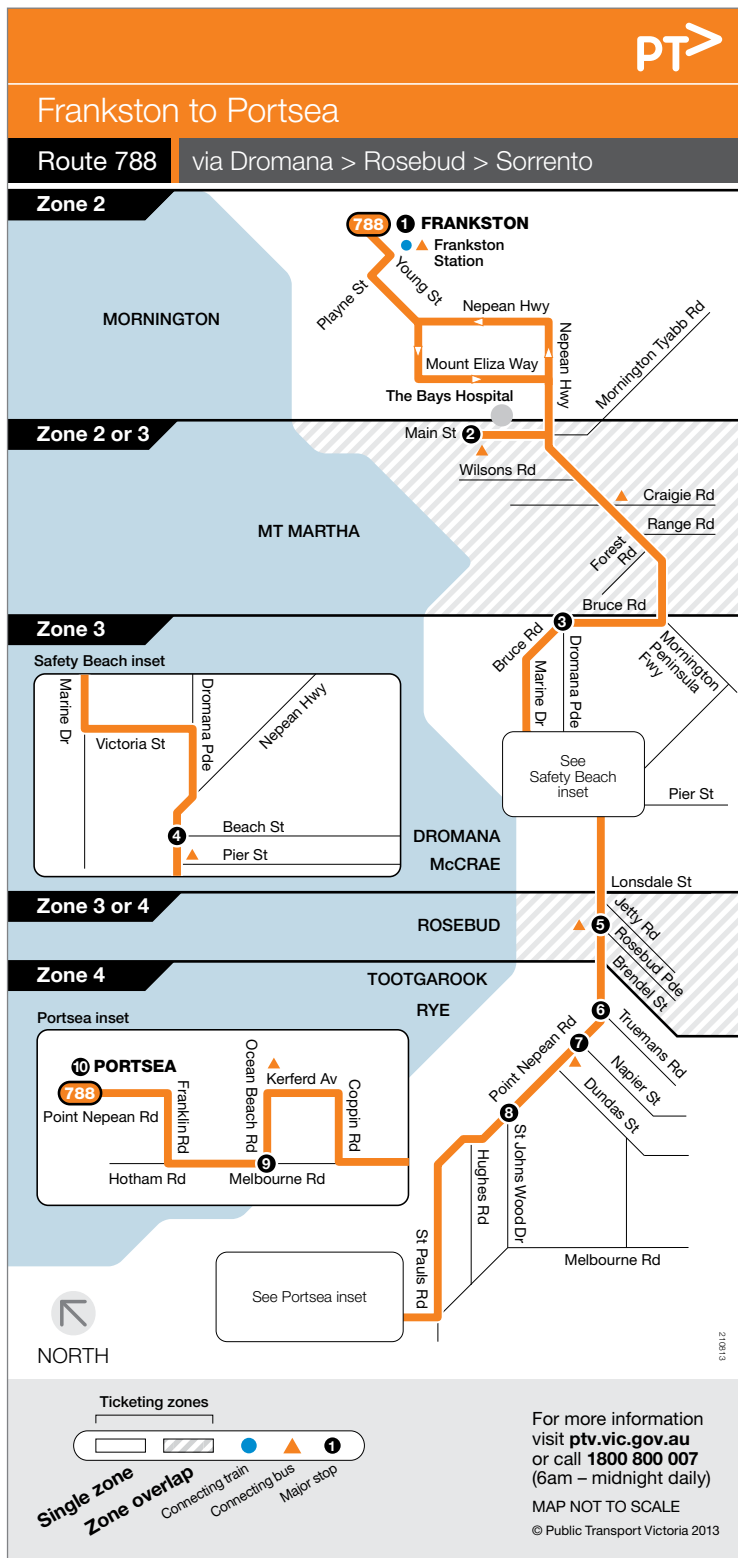 PT>
Frankston to Portsea
Route 788
via Dromana > Rosebud > Sorrento
Zone 2
788
1 FRANKSTON
Frankston
Station
Young St
Playne St
MORNINGTON
Nepean Hwy
Mount Eliza Way
Nepean Hwy
Mornington Tyabb Rd
The Bays Hospital
Zone 2 or 3
Main St
2
Wilsons Rd
Craigie Rd
Range Rd
MT MARTHA
Forest
Rd
Bruce Rd
Zone 3
3
Bruce Rd
Marine Dr
Dromana Pde
Mornington
Peninsula
Fwy
Safety Beach inset
Marine Dr
Dromana Pde
Nepean Hwy
Victoria St
4
Beach St
Pier St
See
Safety Beach
inset
Pier St
DROMANA
McCRAE
Lonsdale St
Zone 3 or 4
ROSEBUD
5
Jetty Rd
Rosebud Pde
Brendel St
Zone 4
TOOTGAROOK
RYE
6
Truemans Rd
Point Nepean Rd
7
Napier St
Dundas St
8
Portsea inset
10 PORTSEA
788
Point Nepean Rd
Franklin Rd
Ocean Beach Rd
Kerferd Av
Coppin Rd
9
Hotham Rd
Melbourne Rd
Hughes Rd
St Johns Wood Dr
Melbourne Rd
St Pauls Rd
See Portsea inset
NORTH
210813
Ticketing zones
1
Single zone
Zone overlap
Connecting train
Connecting bus
Major stop
For more information
visit ptv.vic.gov.au
or call 1800 800 007
(6am – midnight daily)
MAP NOT TO SCALE
© Public Transport Victoria 2013